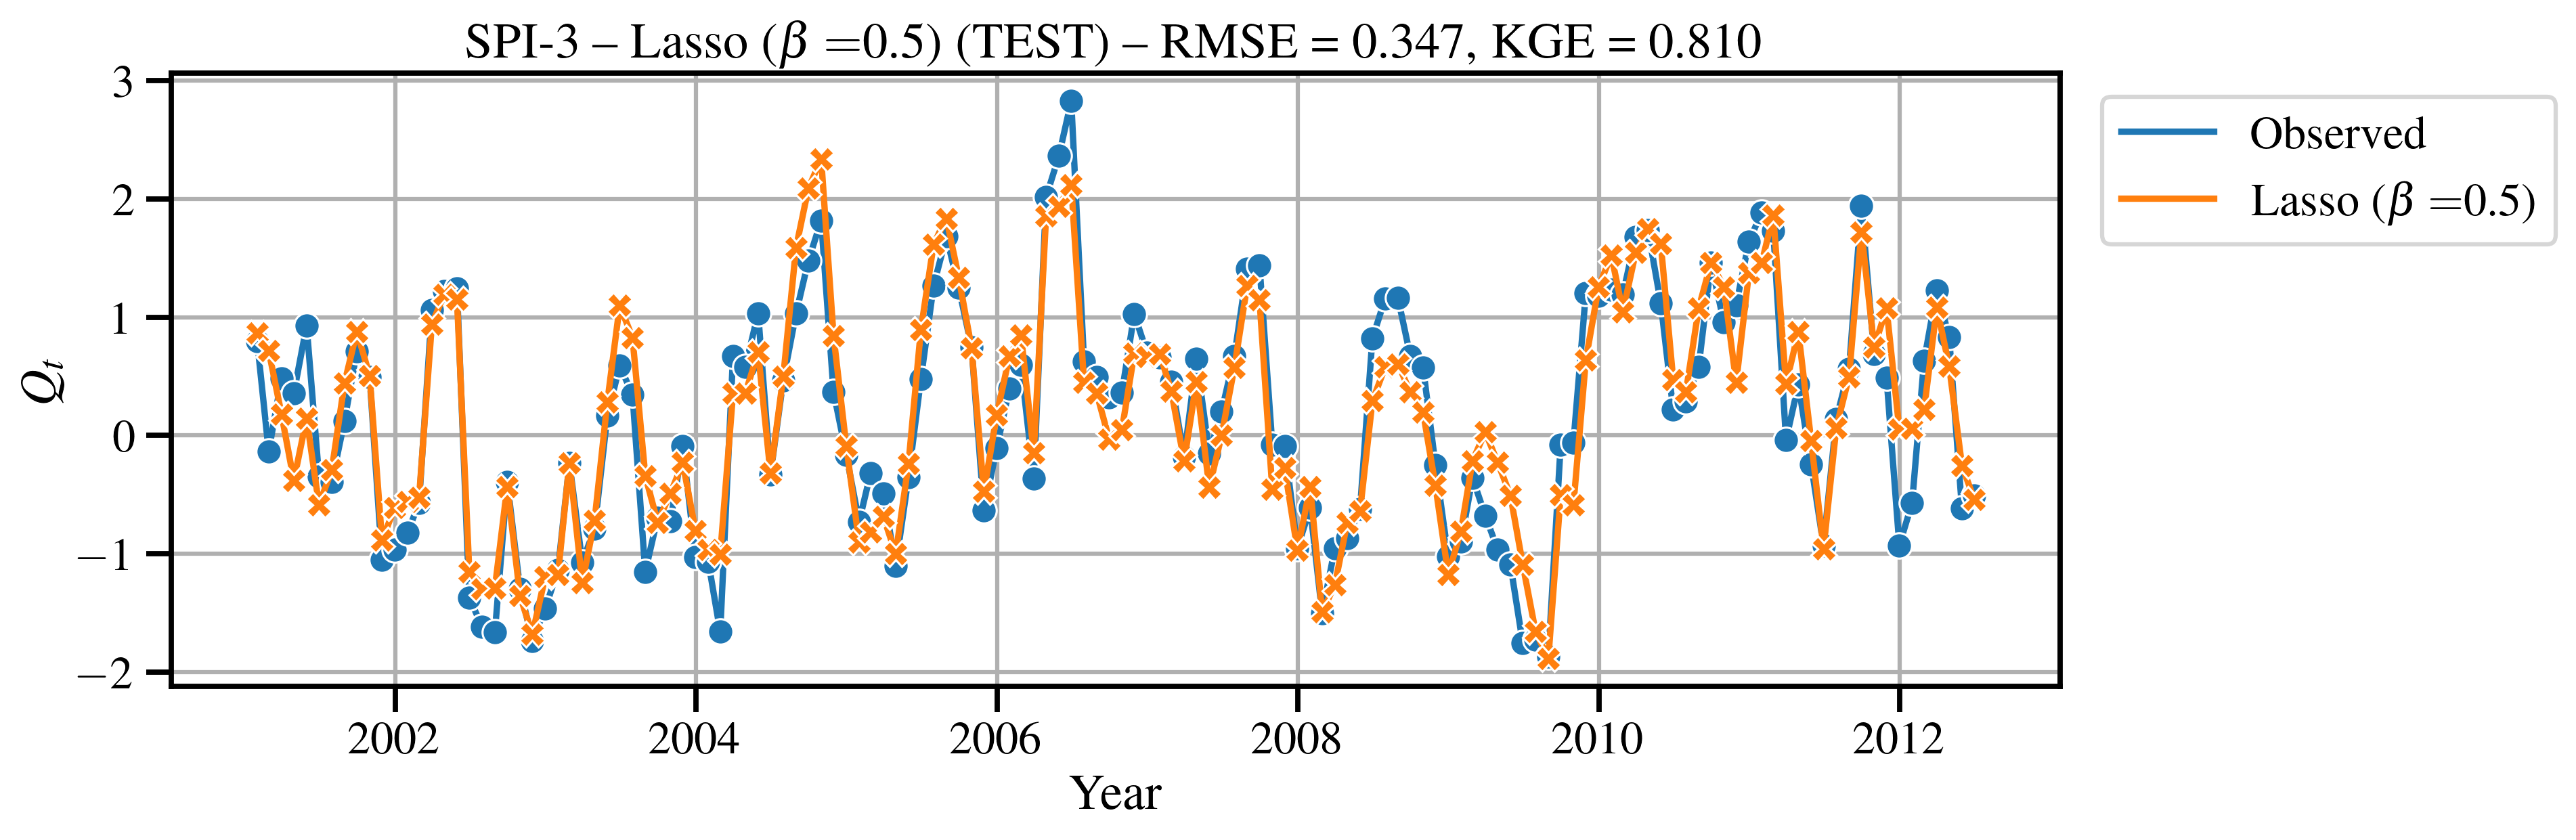 SPI-3 – Lasso (β =0.5) (TEST) – RMSE = 0.347, KGE = 0.810
3
2
1
0
−1
−2
Q_t
2002 2004 2006 2008 2010 2012
Year
Observed
Lasso (β =0.5)